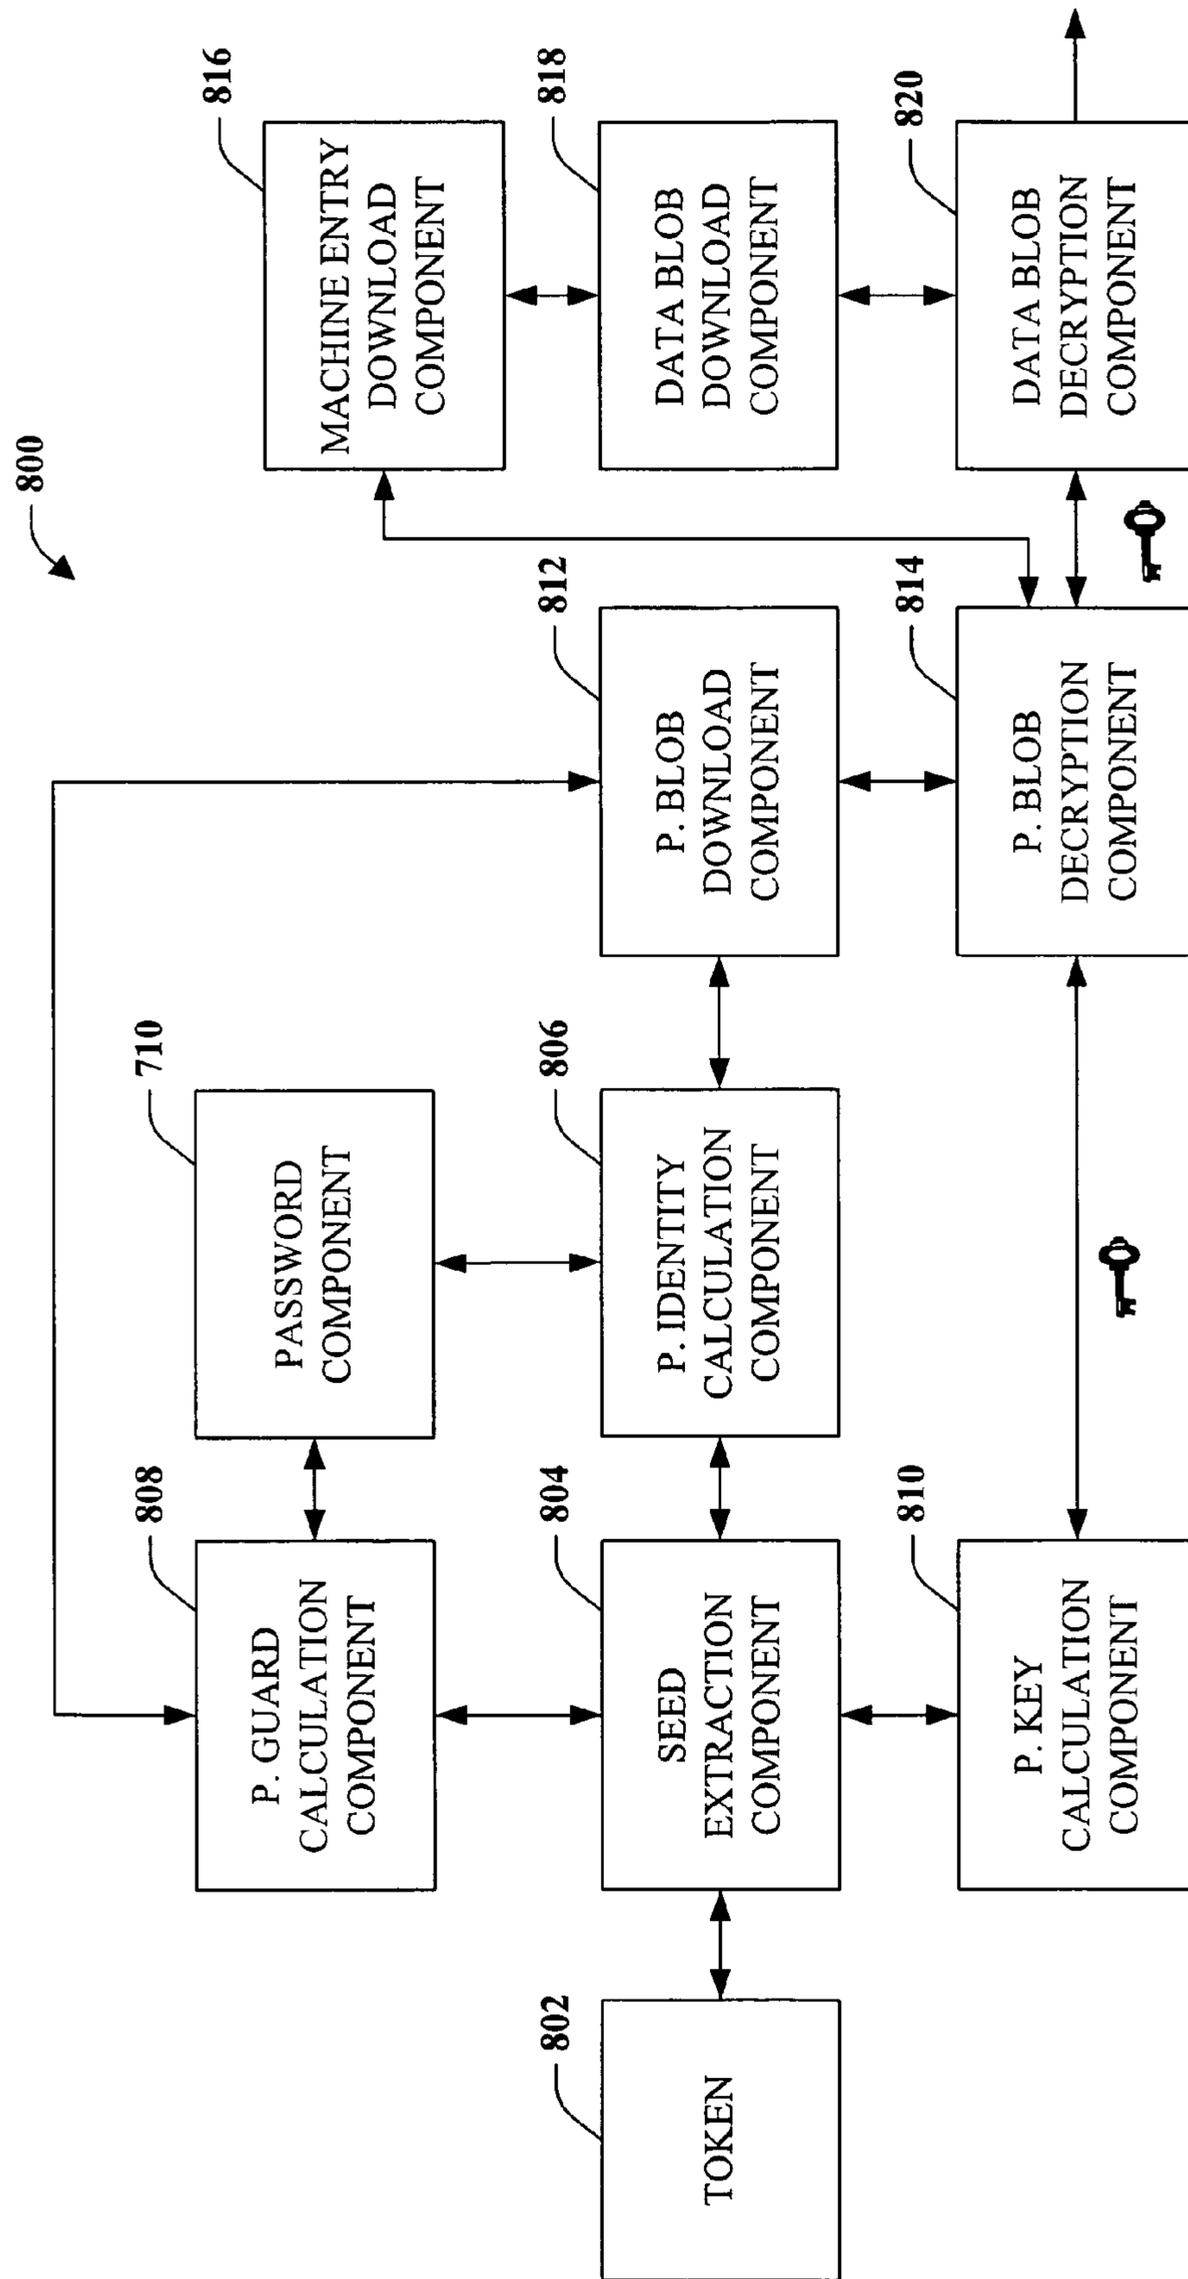 800
816
MACHINE ENTRY
DOWNLOAD
COMPONENT
818
DATA BLOB
DOWNLOAD
COMPONENT
820
DATA BLOB
DECRYPTION
COMPONENT
812
P. BLOB
DOWNLOAD
COMPONENT
814
P. BLOB
DECRYPTION
COMPONENT
710
PASSWORD
COMPONENT
806
P. IDENTITY
CALCULATION
COMPONENT
808
P. GUARD
CALCULATION
COMPONENT
804
SEED
EXTRACTION
COMPONENT
810
P. KEY
CALCULATION
COMPONENT
802
TOKEN